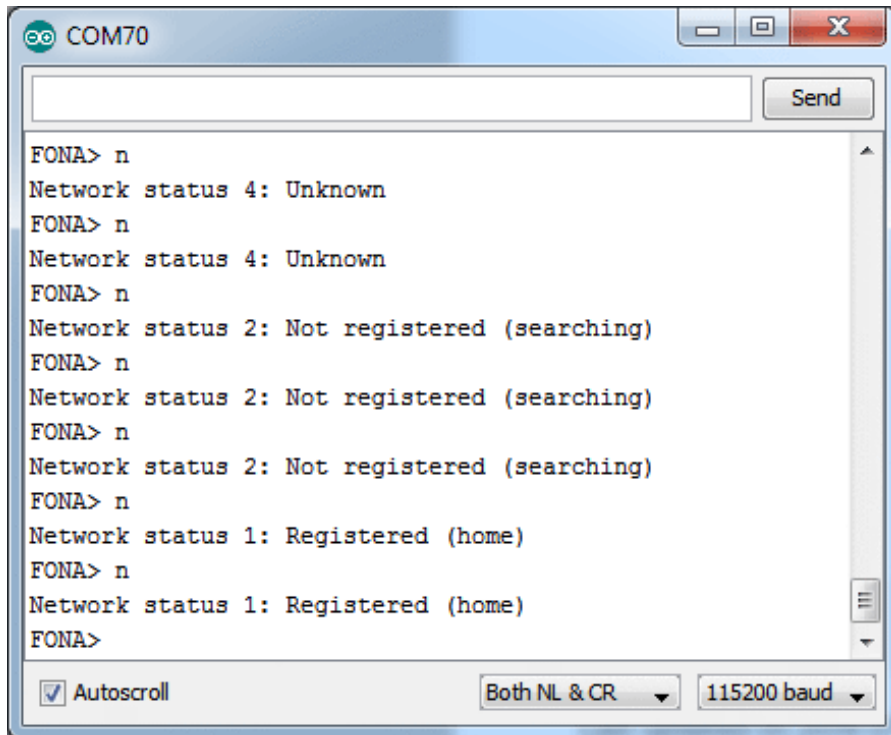 COM70
Send
FONA> n
Network status 4: Unknown
FONA> n
Network status 4: Unknown
FONA> n
Network status 2: Not registered (searching)
FONA> n
Network status 2: Not registered (searching)
FONA> n
Network status 2: Not registered (searching)
FONA> n
Network status 1: Registered (home)
FONA> n
Network status 1: Registered (home)
FONA>
Autoscroll Both NL & CR 115200 baud